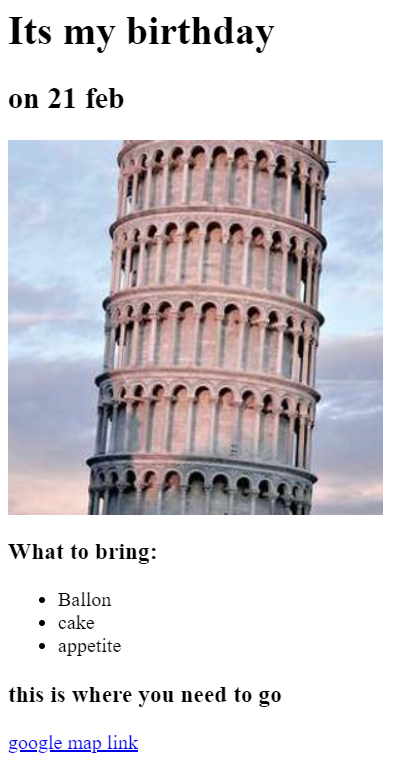 Its my birthday
on 21 feb
What to bring:
Ballon
cake
appetite
this is where you need to go
google map link